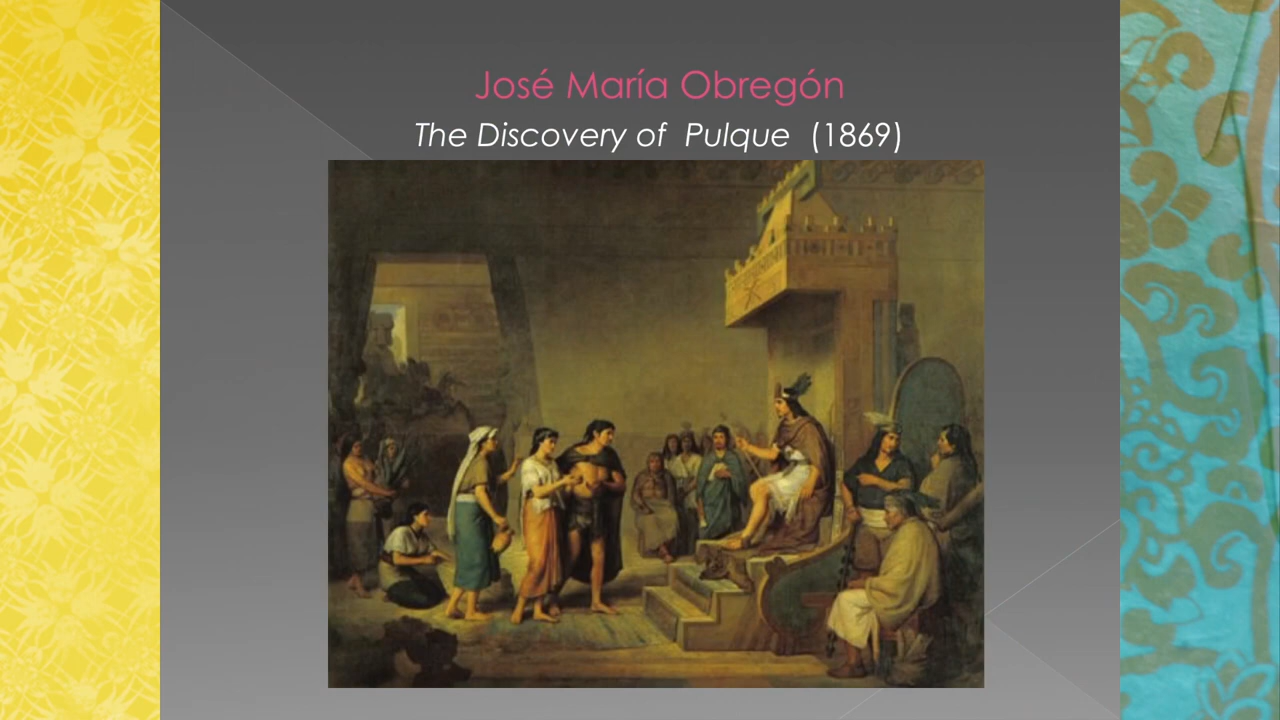 José María Obregón
The Discovery of Pulque (1869)